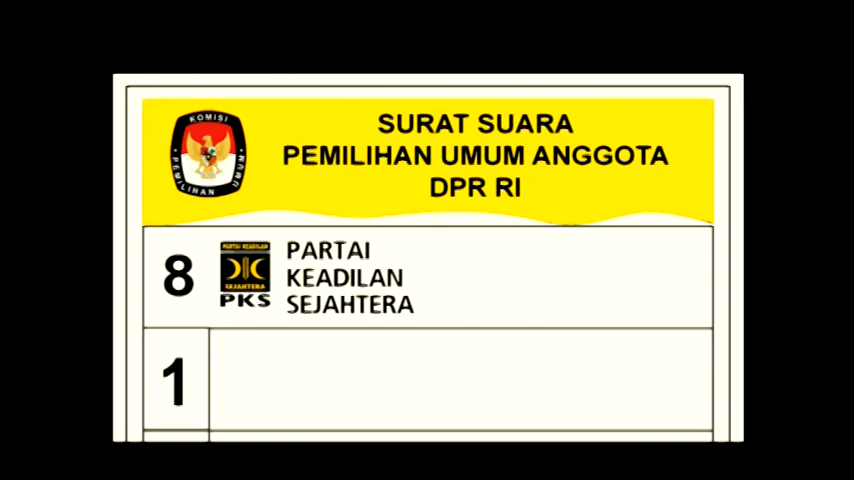 KOMISI
PEMILIHAN UMUM
SURAT SUARA
PEMILIHAN UMUM ANGGOTA
DPR RI
8
PARTAI KEADILAN
SEJAHTERA
PKS
PARTAI
KEADILAN
SEJAHTERA
1